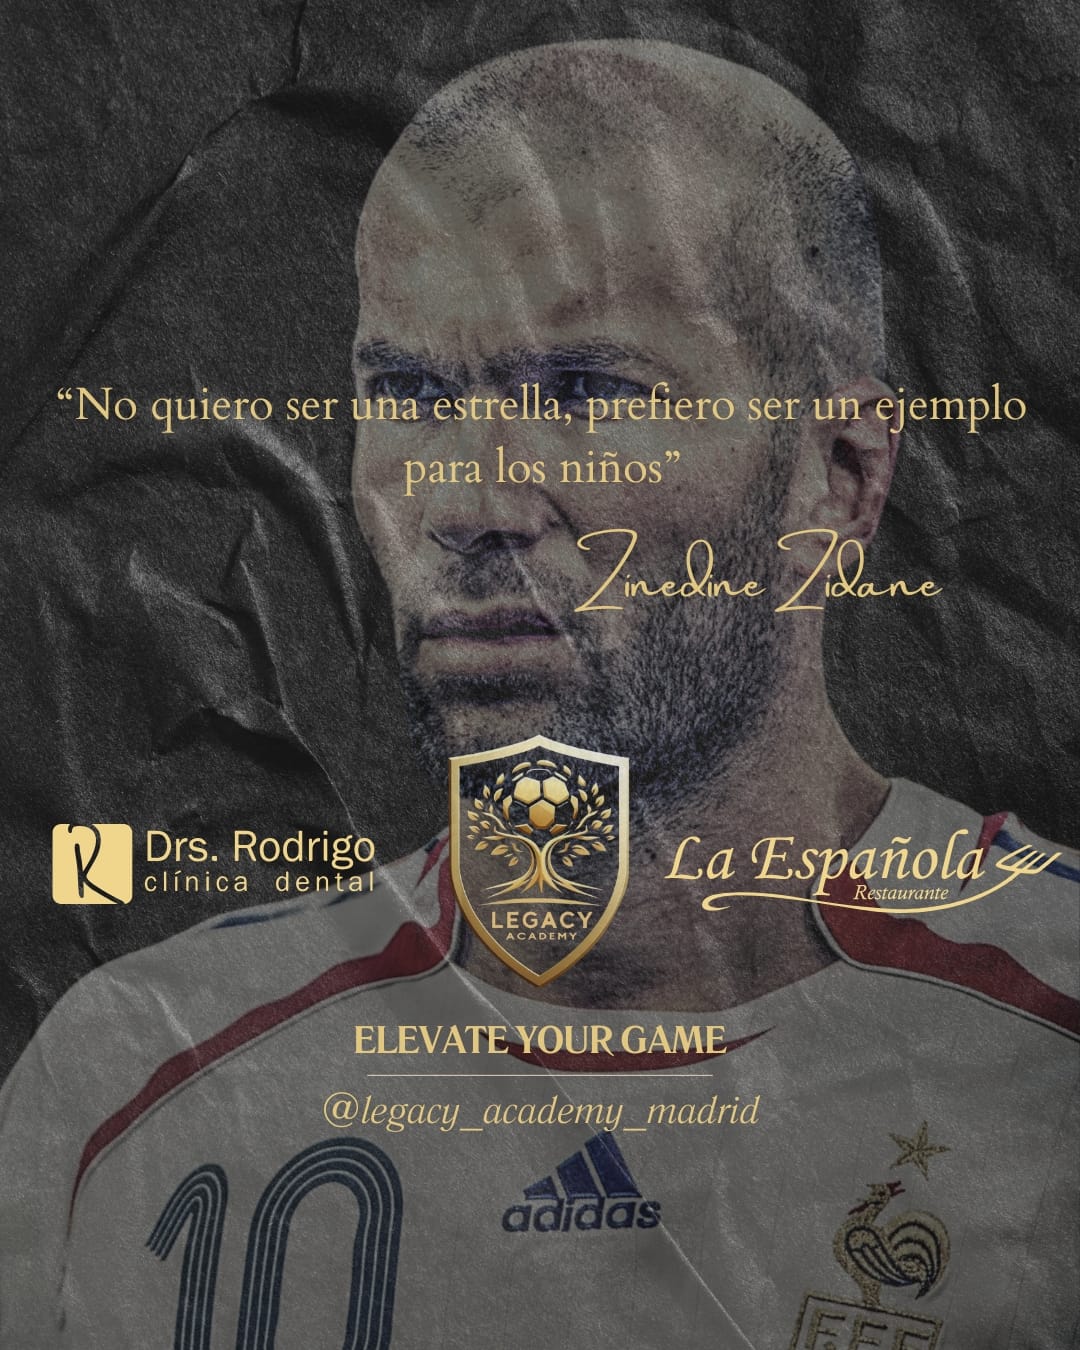 “No quiero ser una estrella, prefiero ser un ejemplo
para los niños”
Zinedine Zidane
R
Drs. Rodrigo
clínica dental
LEGACY
ACADEMY
La Española
Restaurante
ELEVATE YOUR GAME
@legacy_academy_madrid
10
adidas
FFF